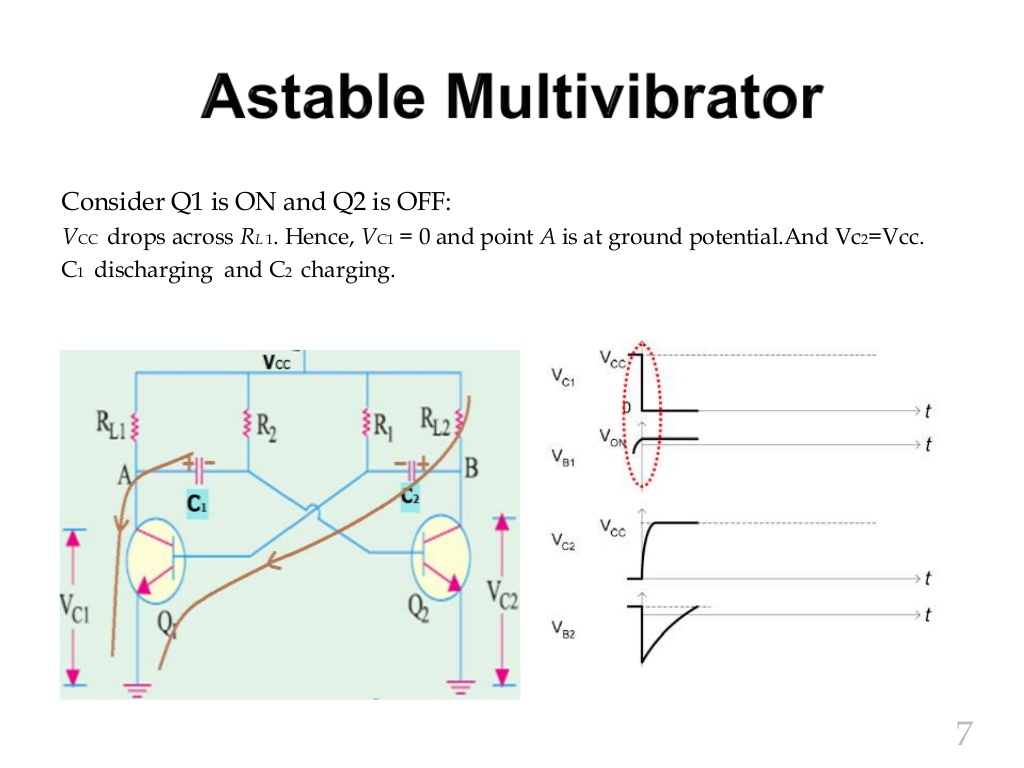 Astable Multivibrator
Consider Q1 is ON and Q2 is OFF:
VCC drops across RL1. Hence, VC1 = 0 and point A is at ground potential.And Vc2=Vcc.
C1 discharging and C2 charging.
Vcc
RL1
R2
R1
RL2
A
+ −
− +
B
C1
C2
VC1
Q1
Q2
VC2
VCC
VC1
0
t
VON
t
VB1
VCC
VC2
t
t
VB2
7